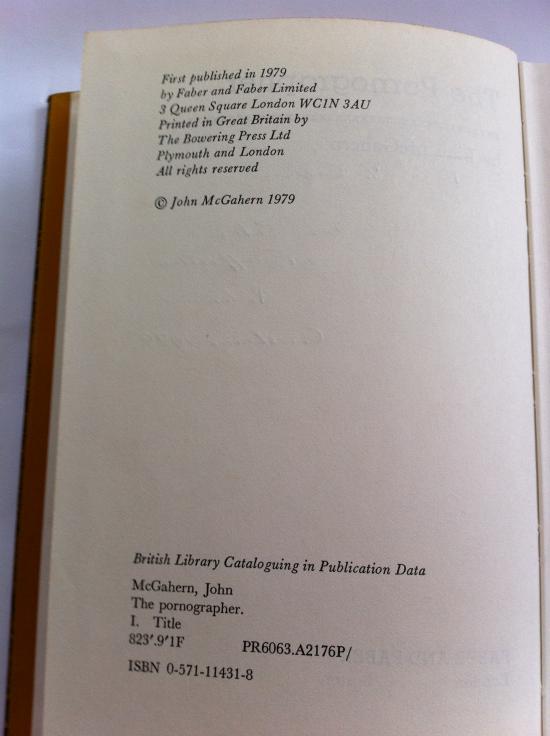 First published in 1979
by Faber and Faber Limited
3 Queen Square London WC1N 3AU
Printed in Great Britain by
The Bowering Press Ltd
Plymouth and London
All rights reserved
© John McGahern 1979
British Library Cataloguing in Publication Data
McGahern, John
The pornographer.
I. Title
823'.9'1F PR6063.A2176P/
ISBN 0-571-11431-8